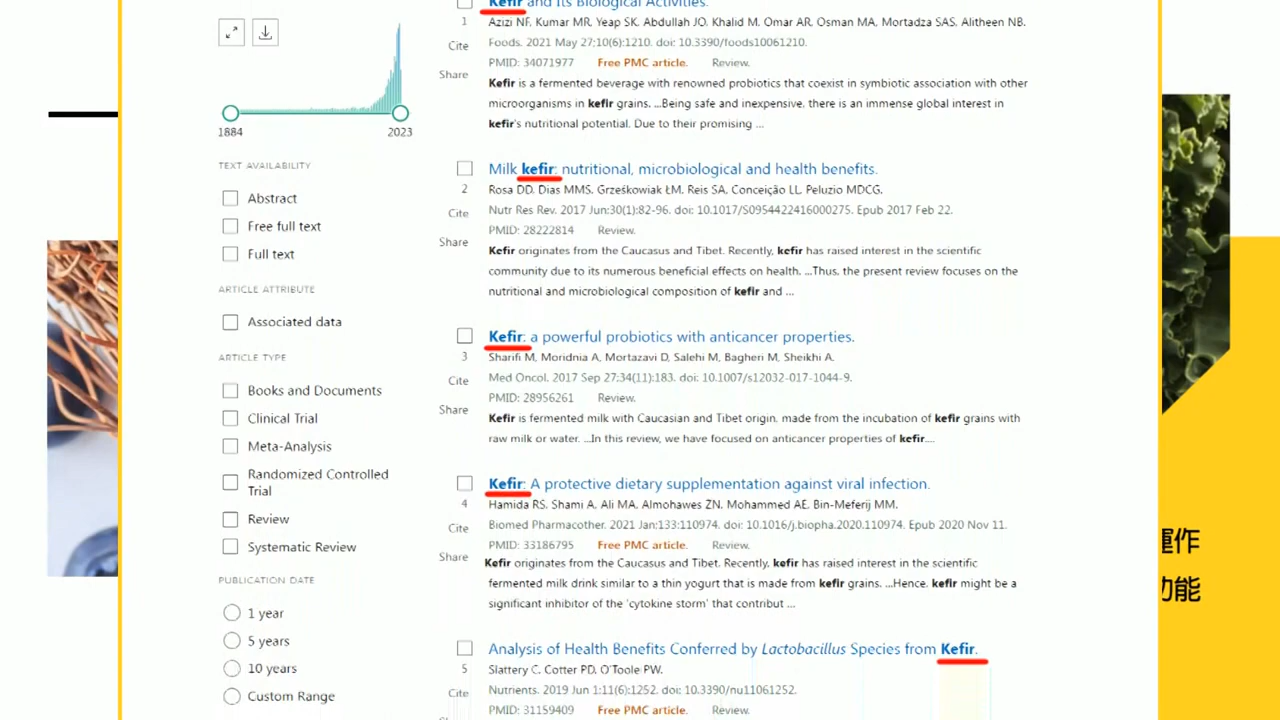 Kefir and Its Biological Activities.
1
Azizi NF, Kumar MR, Yeap SK, Abdullah JO, Khalid M, Omar AR, Osman MA, Mortadza SAS, Alitheen NB.
Cite
Foods. 2021 May 27;10(6):1210. doi: 10.3390/foods10061210.
PMID: 34071977 Free PMC article. Review.
Share
Kefir is a fermented beverage with renowned probiotics that coexist in symbiotic association with other
microorganisms in kefir grains. ...Being safe and inexpensive, there is an immense global interest in
kefir's nutritional potential. Due to their promising ...
1884 2023
TEXT AVAILABILITY
Abstract
Free full text
Full text
ARTICLE ATTRIBUTE
Associated data
ARTICLE TYPE
Books and Documents
Clinical Trial
Meta-Analysis
Randomized Controlled
Trial
Review
Systematic Review
PUBLICATION DATE
1 year
5 years
10 years
Custom Range
Milk kefir: nutritional, microbiological and health benefits.
2
Rosa DD, Dias MMS, Grześkowiak ŁM, Reis SA, Conceição LL, Peluzio MDCG.
Cite
Nutr Res Rev. 2017 Jun;30(1):82-96. doi: 10.1017/S0954422416000275. Epub 2017 Feb 22.
PMID: 28222814 Review.
Share
Kefir originates from the Caucasus and Tibet. Recently, kefir has raised interest in the scientific
community due to its numerous beneficial effects on health. ...Thus, the present review focuses on the
nutritional and microbiological composition of kefir and ...
Kefir: a powerful probiotics with anticancer properties.
3
Sharifi M, Moridnia A, Mortazavi D, Salehi M, Bagheri M, Sheikhi A.
Cite
Med Oncol. 2017 Sep 27;34(11):183. doi: 10.1007/s12032-017-1044-9.
PMID: 28956261 Review.
Share
Kefir is fermented milk with Caucasian and Tibet origin, made from the incubation of kefir grains with
raw milk or water. ...In this review, we have focused on anticancer properties of kefir....
Kefir: A protective dietary supplementation against viral infection.
4
Hamida RS, Shami A, Ali MA, Almohawes ZN, Mohammed AE, Bin-Meferij MM.
Cite
Biomed Pharmacother. 2021 Jan;133:110974. doi: 10.1016/j.biopha.2020.110974. Epub 2020 Nov 11.
PMID: 33186795 Free PMC article. Review.
Share
Kefir originates from the Caucasus and Tibet. Recently, kefir has raised interest in the scientific
fermented milk drink similar to a thin yogurt that is made from kefir grains. ...Hence, kefir might be a
significant inhibitor of the 'cytokine storm' that contribut ...
Analysis of Health Benefits Conferred by Lactobacillus Species from Kefir.
5
Slattery C, Cotter PD, O'Toole PW.
Cite
Nutrients. 2019 Jun 1;11(6):1252. doi: 10.3390/nu11061252.
PMID: 31159409 Free PMC article. Review.
運作
功能